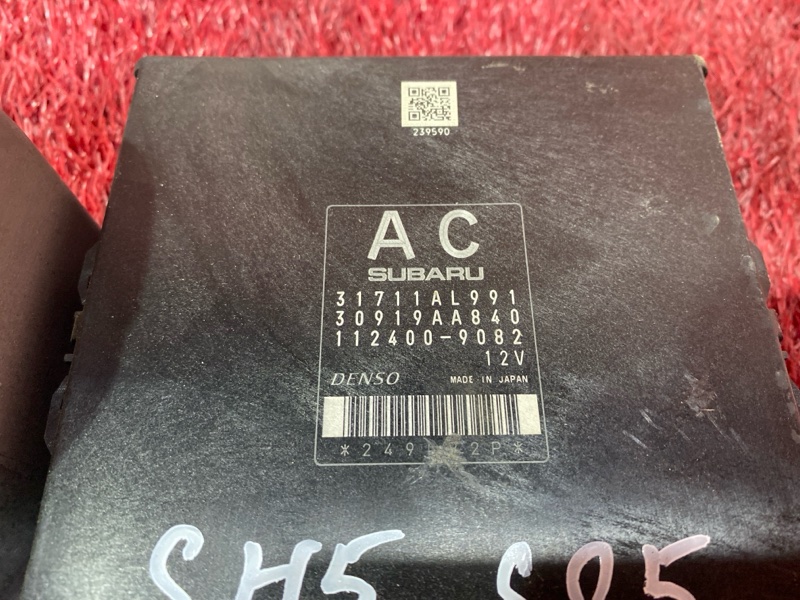 239590
AC
SUBARU
31711AL991
30919AA840
112400-9082
12V
DENSO MADE IN JAPAN
SH5